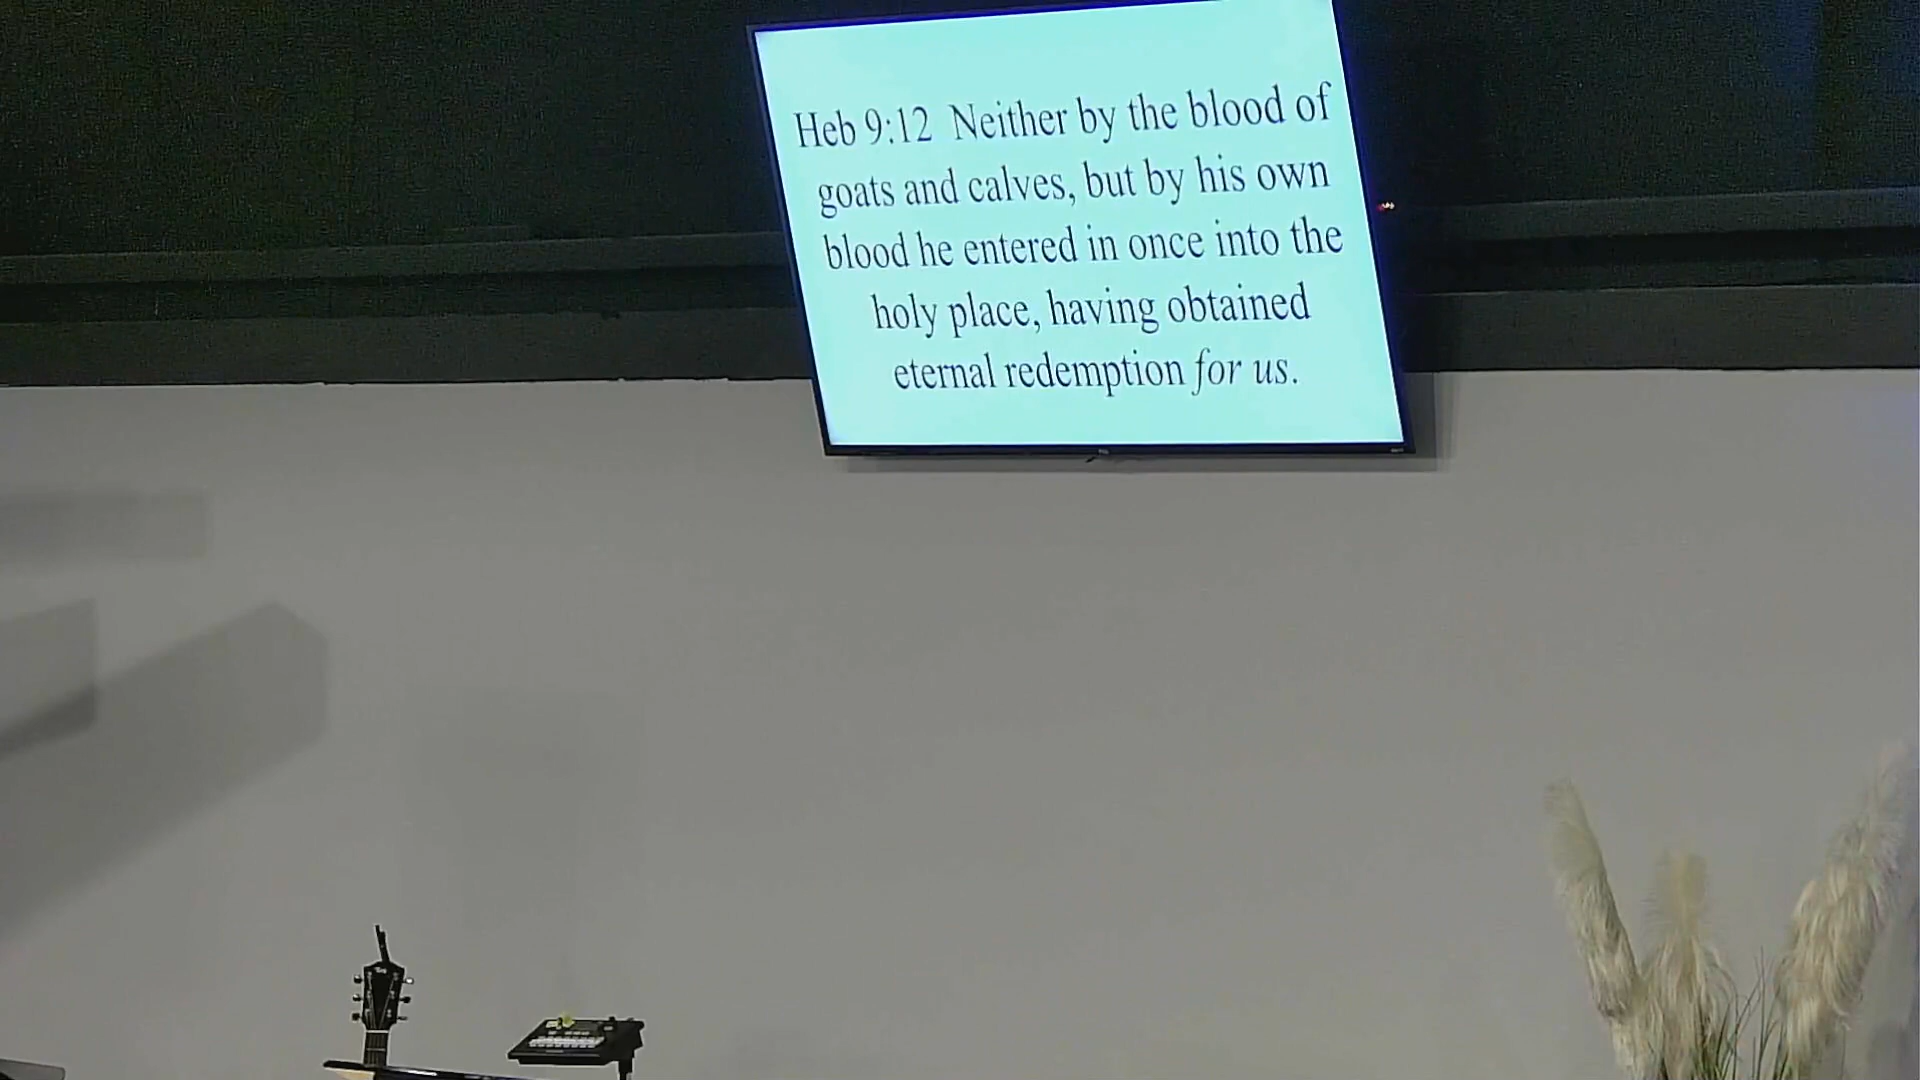 Heb 9:12  Neither by the blood of
goats and calves, but by his own
blood he entered in once into the
holy place, having obtained
eternal redemption for us.